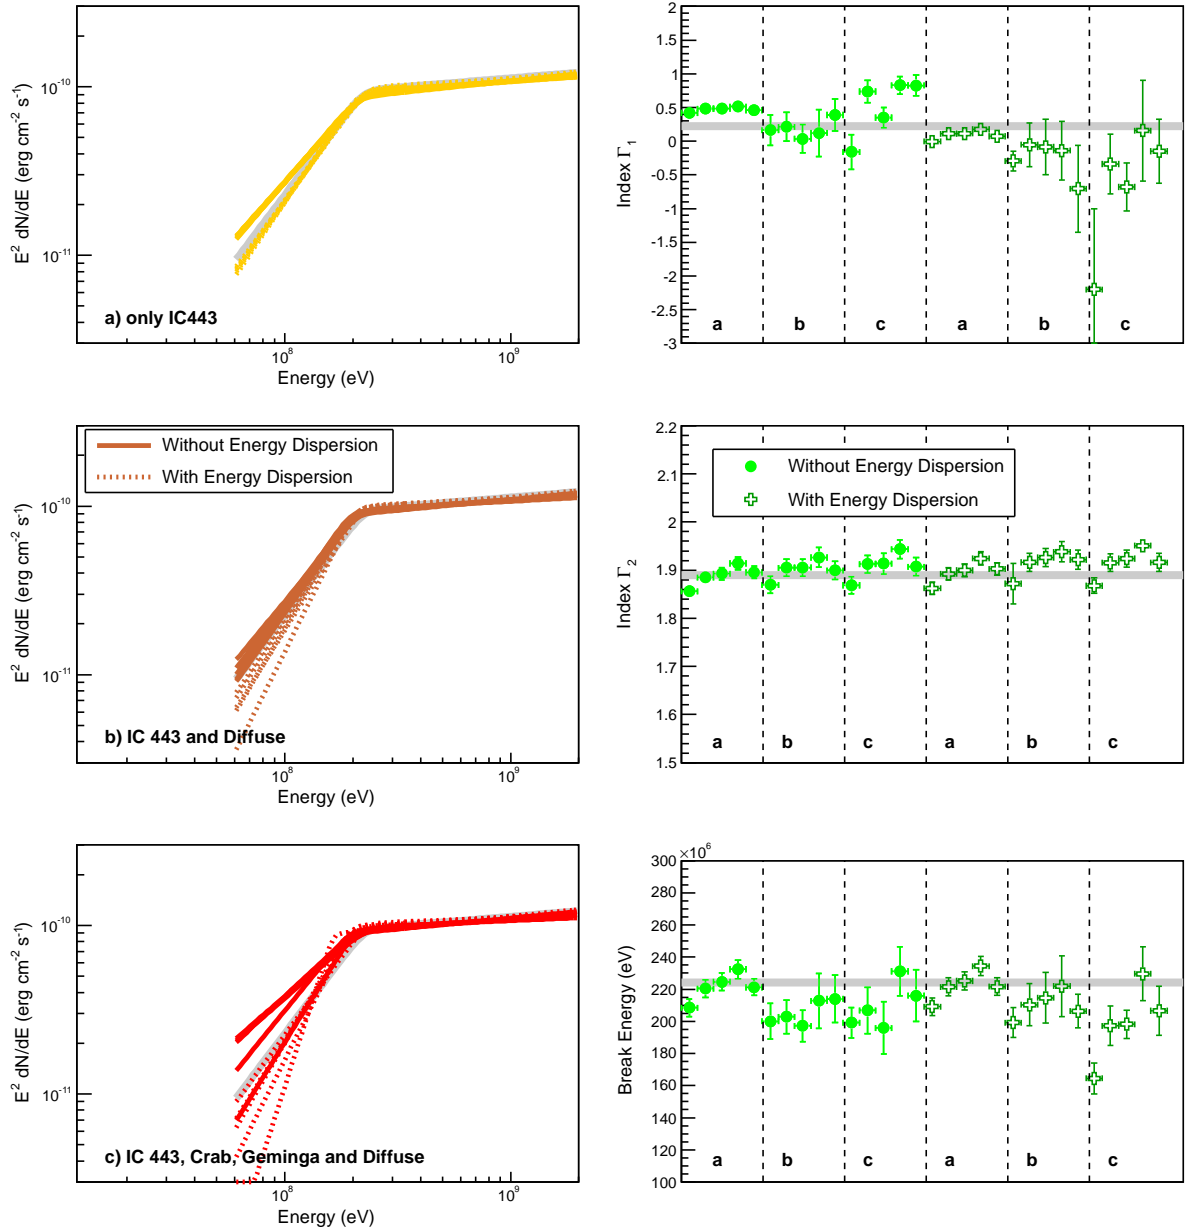 E² dN/dE (erg cm⁻² s⁻¹)
10⁻¹⁰
10⁻¹¹
a) only IC443
10⁸
10⁹
Energy (eV)
Index Γ₁
2
1.5
1
0.5
0
-0.5
-1
-1.5
-2
-2.5
-3
a b c a b c
E² dN/dE (erg cm⁻² s⁻¹)
Without Energy Dispersion
With Energy Dispersion
10⁻¹⁰
10⁻¹¹
b) IC 443 and Diffuse
10⁸
10⁹
Energy (eV)
Index Γ₂
2.2
2.1
2
1.9
1.8
1.7
1.6
1.5
Without Energy Dispersion
With Energy Dispersion
a b c a b c
E² dN/dE (erg cm⁻² s⁻¹)
10⁻¹⁰
10⁻¹¹
c) IC 443, Crab, Geminga and Diffuse
10⁸
10⁹
Energy (eV)
Break Energy (eV)
×10⁶
300
280
260
240
220
200
180
160
140
120
100
a b c a b c